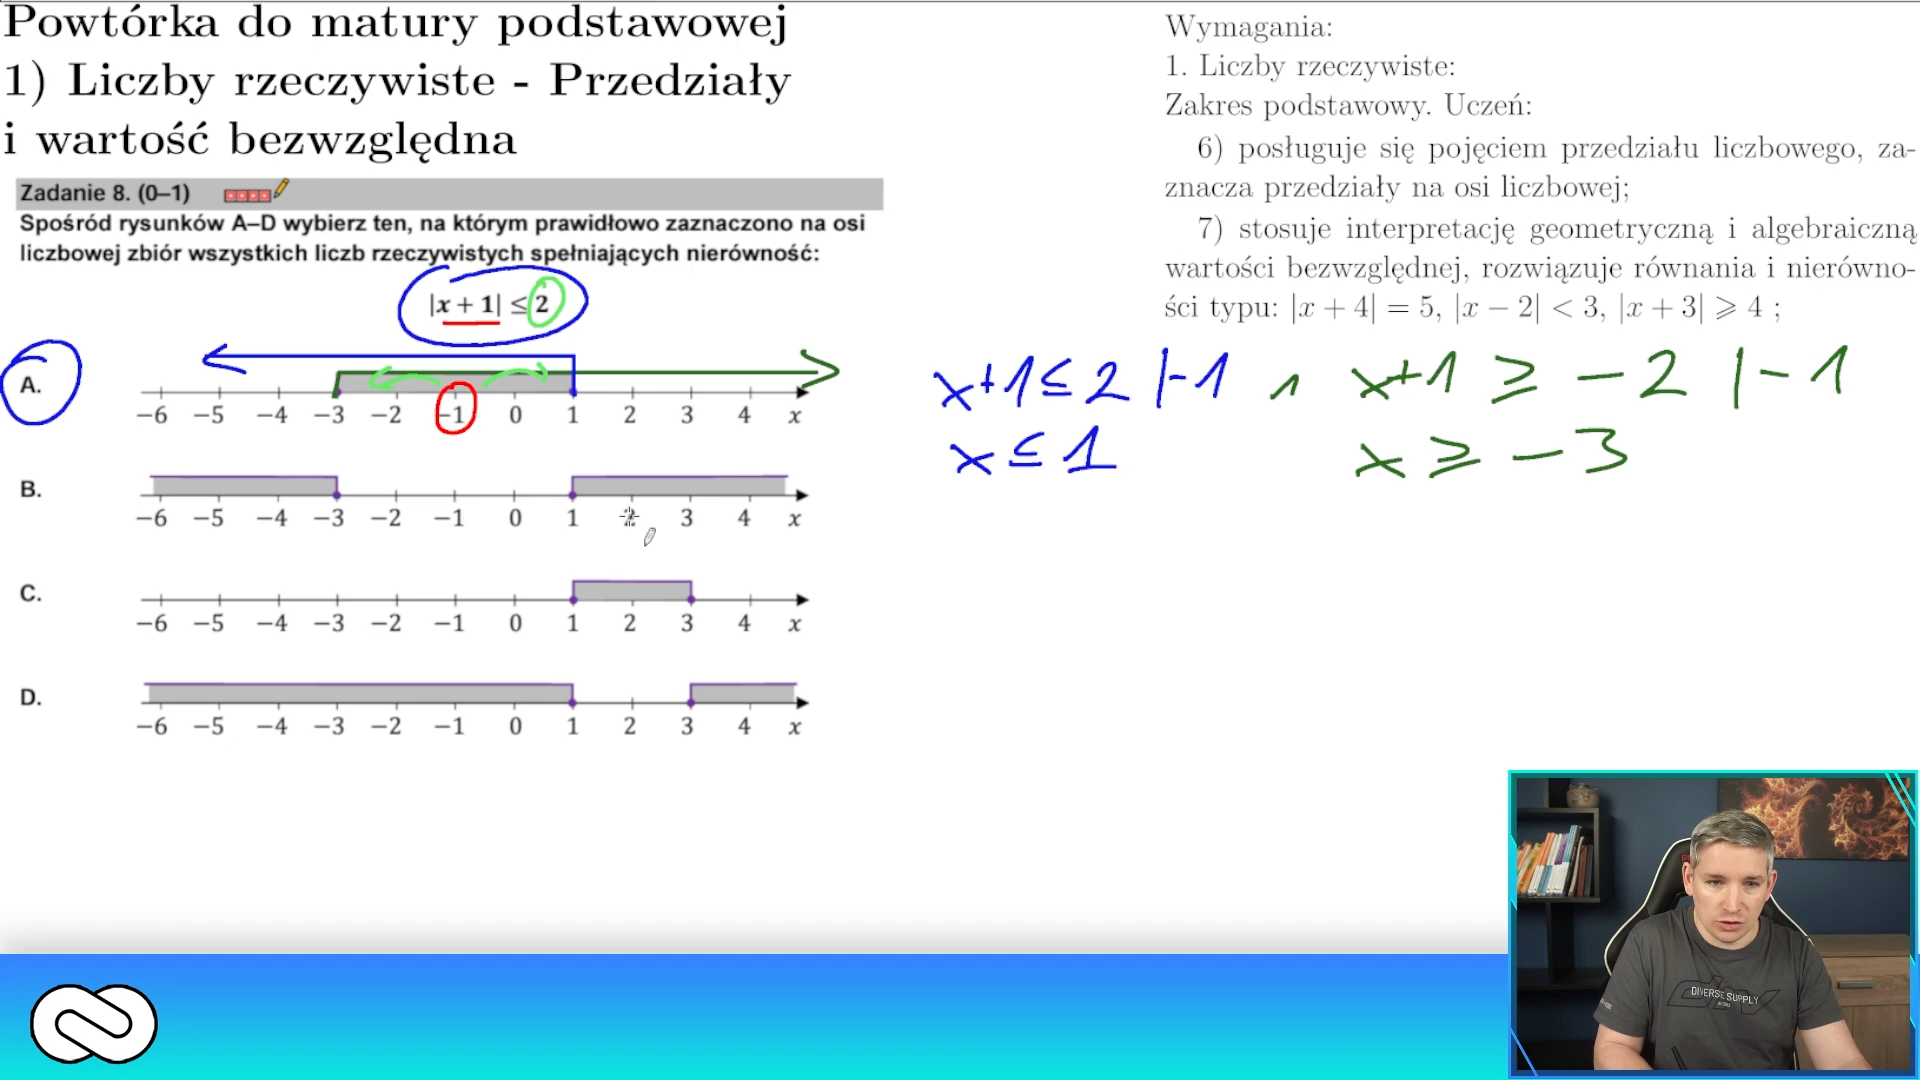 Powtórka do matury podstawowej
1) Liczby rzeczywiste - Przedziały
i wartość bezwzględna
Zadanie 8. (0–1)
Spośród rysunków A–D wybierz ten, na którym prawidłowo zaznaczono na osi
liczbowej zbiór wszystkich liczb rzeczywistych spełniających nierówność:
|x + 1| ≤ 2
A.
−6 −5 −4 −3 −2 −1 0 1 2 3 4 x
B.
−6 −5 −4 −3 −2 −1 0 1 2 3 4 x
C.
−6 −5 −4 −3 −2 −1 0 1 2 3 4 x
D.
−6 −5 −4 −3 −2 −1 0 1 2 3 4 x
Wymagania:
1. Liczby rzeczywiste:
Zakres podstawowy. Uczeń:
6) posługuje się pojęciem przedziału liczbowego, za-
znacza przedziały na osi liczbowej;
7) stosuje interpretację geometryczną i algebraiczną
wartości bezwzględnej, rozwiązuje równania i nierówno-
ści typu: |x + 4| = 5, |x − 2| < 3, |x + 3| ⩾ 4 ;
x+1 ≤ 2 |-1 ∧ x+1 ≥ -2 |-1
x ≤ 1 x ≥ -3
DIVERSE SUPPLY